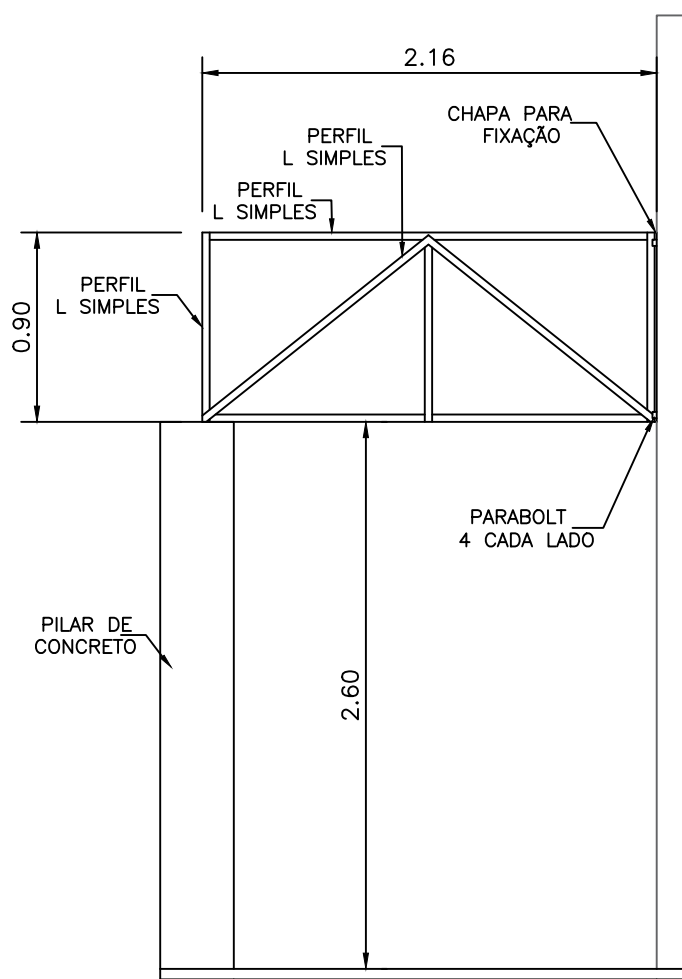 2.16
CHAPA PARA
FIXAÇÃO
PERFIL
L SIMPLES
PERFIL
L SIMPLES
PERFIL
L SIMPLES
0.90
PARABOLT
4 CADA LADO
PILAR DE
CONCRETO
2.60